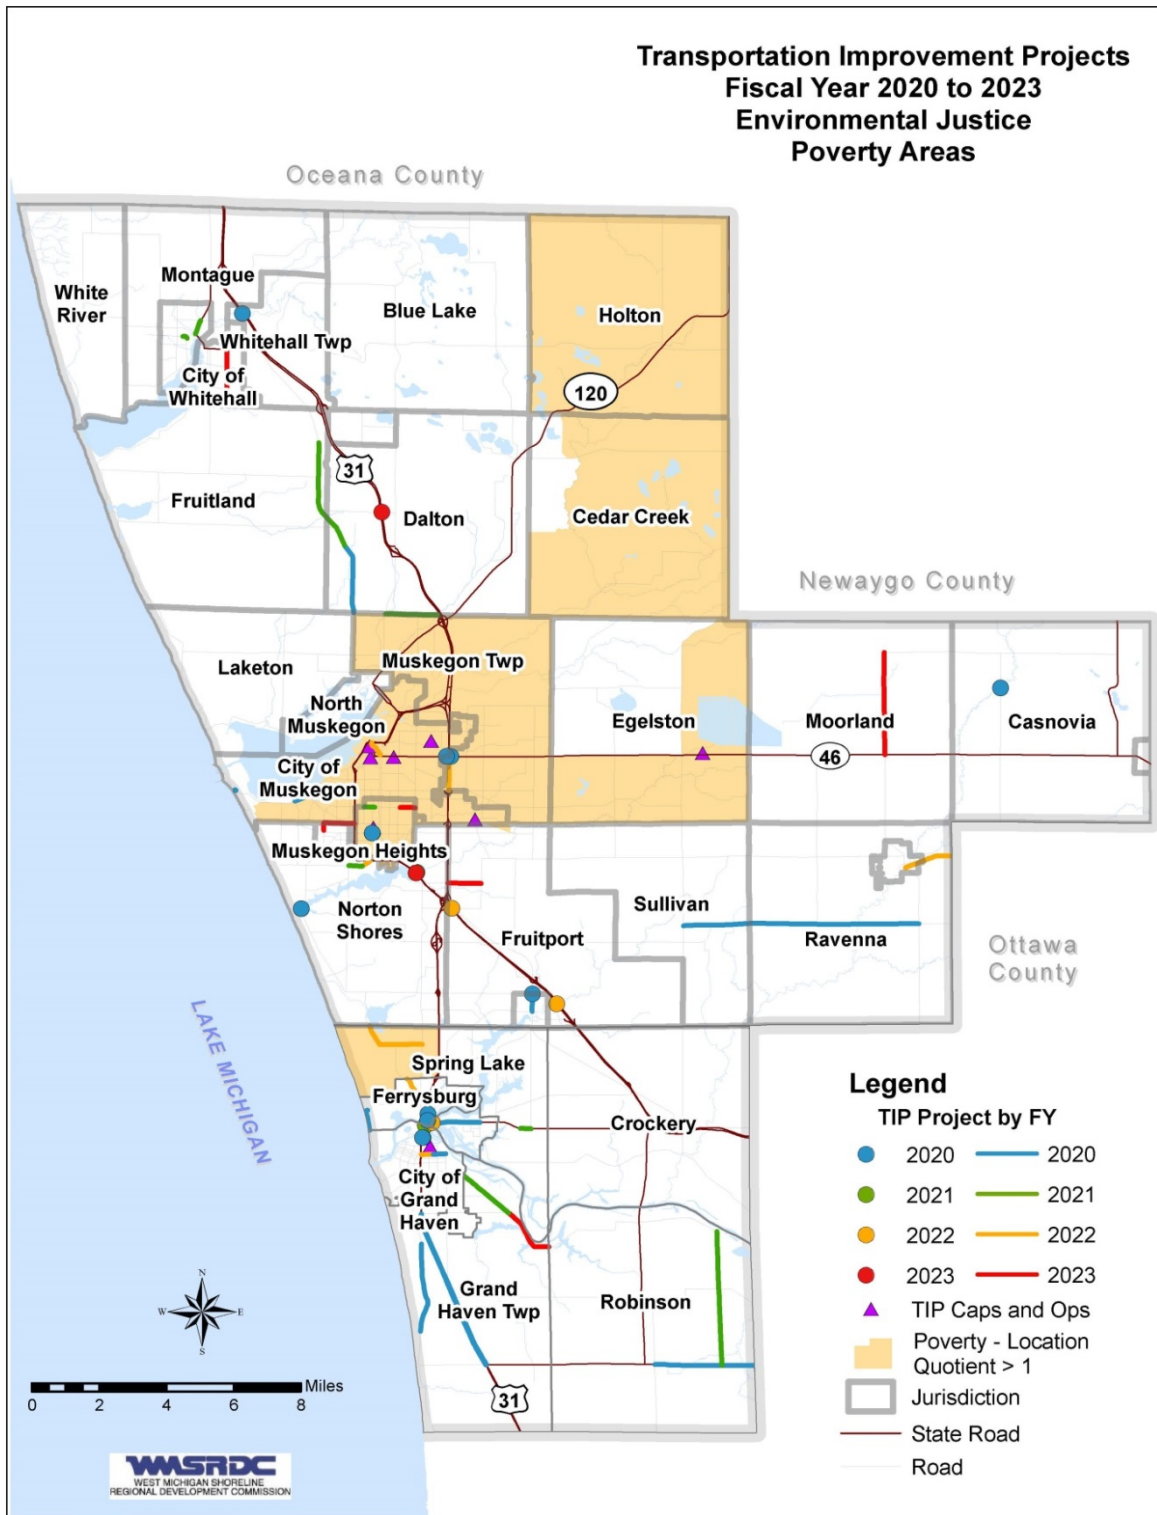 Transportation Improvement Projects
Fiscal Year 2020 to 2023
Environmental Justice
Poverty Areas
Oceana County
Montague
White
River
Blue Lake
Holton
Whitehall Twp
City of
Whitehall
120
31
Fruitland
Dalton
Cedar Creek
Newaygo County
Laketon
Muskegon Twp
North
Muskegon
Egelston
Moorland
Casnovia
46
City of
Muskegon
Muskegon Heights
Norton
Shores
Sullivan
Fruitport
Ravenna
Ottawa
County
LAKE MICHIGAN
Spring Lake
Ferrysburg
Crockery
City of
Grand
Haven
Grand
Haven Twp
Robinson
31
Legend
TIP Project by FY
2020 2020
2021 2021
2022 2022
2023 2023
TIP Caps and Ops
Poverty - Location
Quotient > 1
Jurisdiction
State Road
Road
N
W E
S
Miles
0 2 4 6 8
WMSRDC
WEST MICHIGAN SHORELINE
REGIONAL DEVELOPMENT COMMISSION